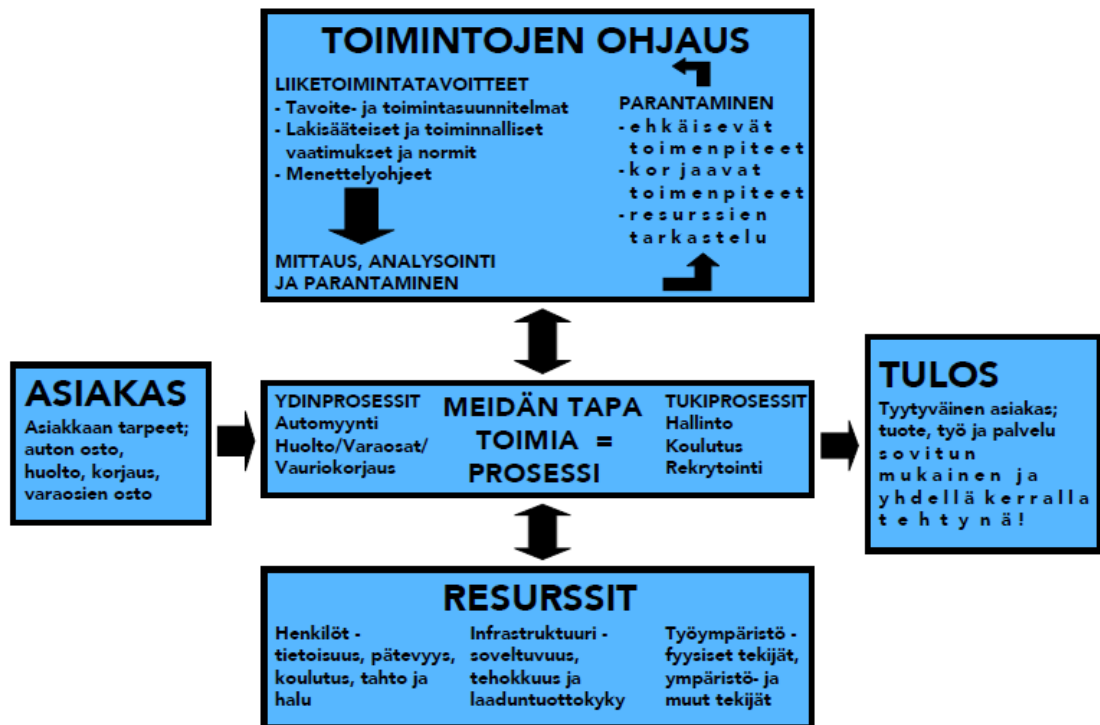 TOIMINTOJEN OHJAUS
LIIKETOIMINTATAVOITTEET
- Tavoite- ja toimintasuunnitelmat
- Lakisääteiset ja toiminnalliset
vaatimukset ja normit
- Menettelyohjeet
MITTAUS, ANALYSOINTI
JA PARANTAMINEN
PARANTAMINEN
- ehkäisevät
toimenpiteet
- korjaavat
toimenpiteet
- resurssien
tarkastelu
ASIAKAS
Asiakkaan tarpeet;
auton osto,
huolto, korjaus,
varaosien osto
YDINPROSESSIT
Automyynti
Huolto/Varaosat/
Vauriokorjaus
MEIDÄN TAPA
TOIMIA =
PROSESSI
TUKIPROSESSIT
Hallinto
Koulutus
Rekrytointi
TULOS
Tyytyväinen asiakas;
tuote, työ ja palvelu
sovitun
mukainen ja
yhdellä kerralla
tehtynä!
RESURSSIT
Henkilöt -
tietoisuus, pätevyys,
koulutus, tahto ja
halu
Infrastruktuuri -
soveltuvuus,
tehokkuus ja
laaduntuottokyky
Työympäristö -
fyysiset tekijät,
ympäristö- ja
muut tekijät